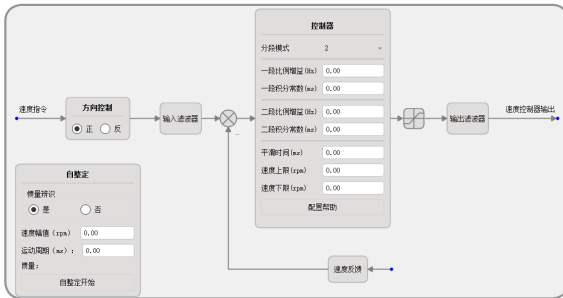 控制器
分段模式 2
一段比例增益(Hz) 0.00
一段积分常数(ms) 0.00
二段比例增益(Hz) 0.00
二段积分常数(ms) 0.00
平滑时间(ms) 0.00
速度上限(rpm) 0.00
速度下限(rpm) 0.00
配置帮助
速度指令
方向控制
正 反
输入滤波器
-
输出滤波器
速度控制器输出
速度反馈
自整定
惯量辨识
是 否
速度幅值(rpm) 0.00
运动周期(ms): 0.00
惯量:
自整定开始